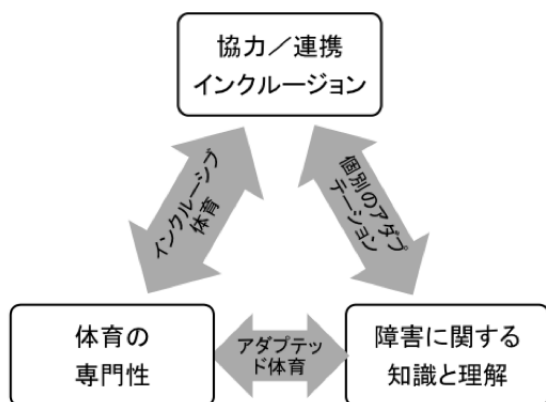 協力／連携
インクルージョン
インクルーシブ
体育
個別のアダプ
テーション
体育の
専門性
アダプテッ
ド体育
障害に関する
知識と理解